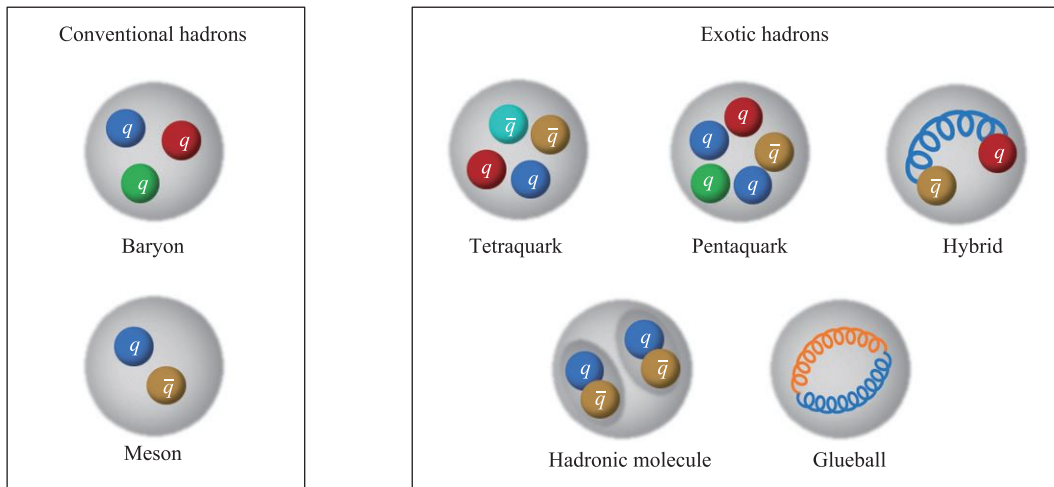 Conventional hadrons
q
q
q
Baryon
q
q̅
Meson
Exotic hadrons
q̅
q̅
q
q
Tetraquark
q
q
q̅
q
q
Pentaquark
q
q̅
Hybrid
q
q̅
q
q̅
Hadronic molecule
Glueball